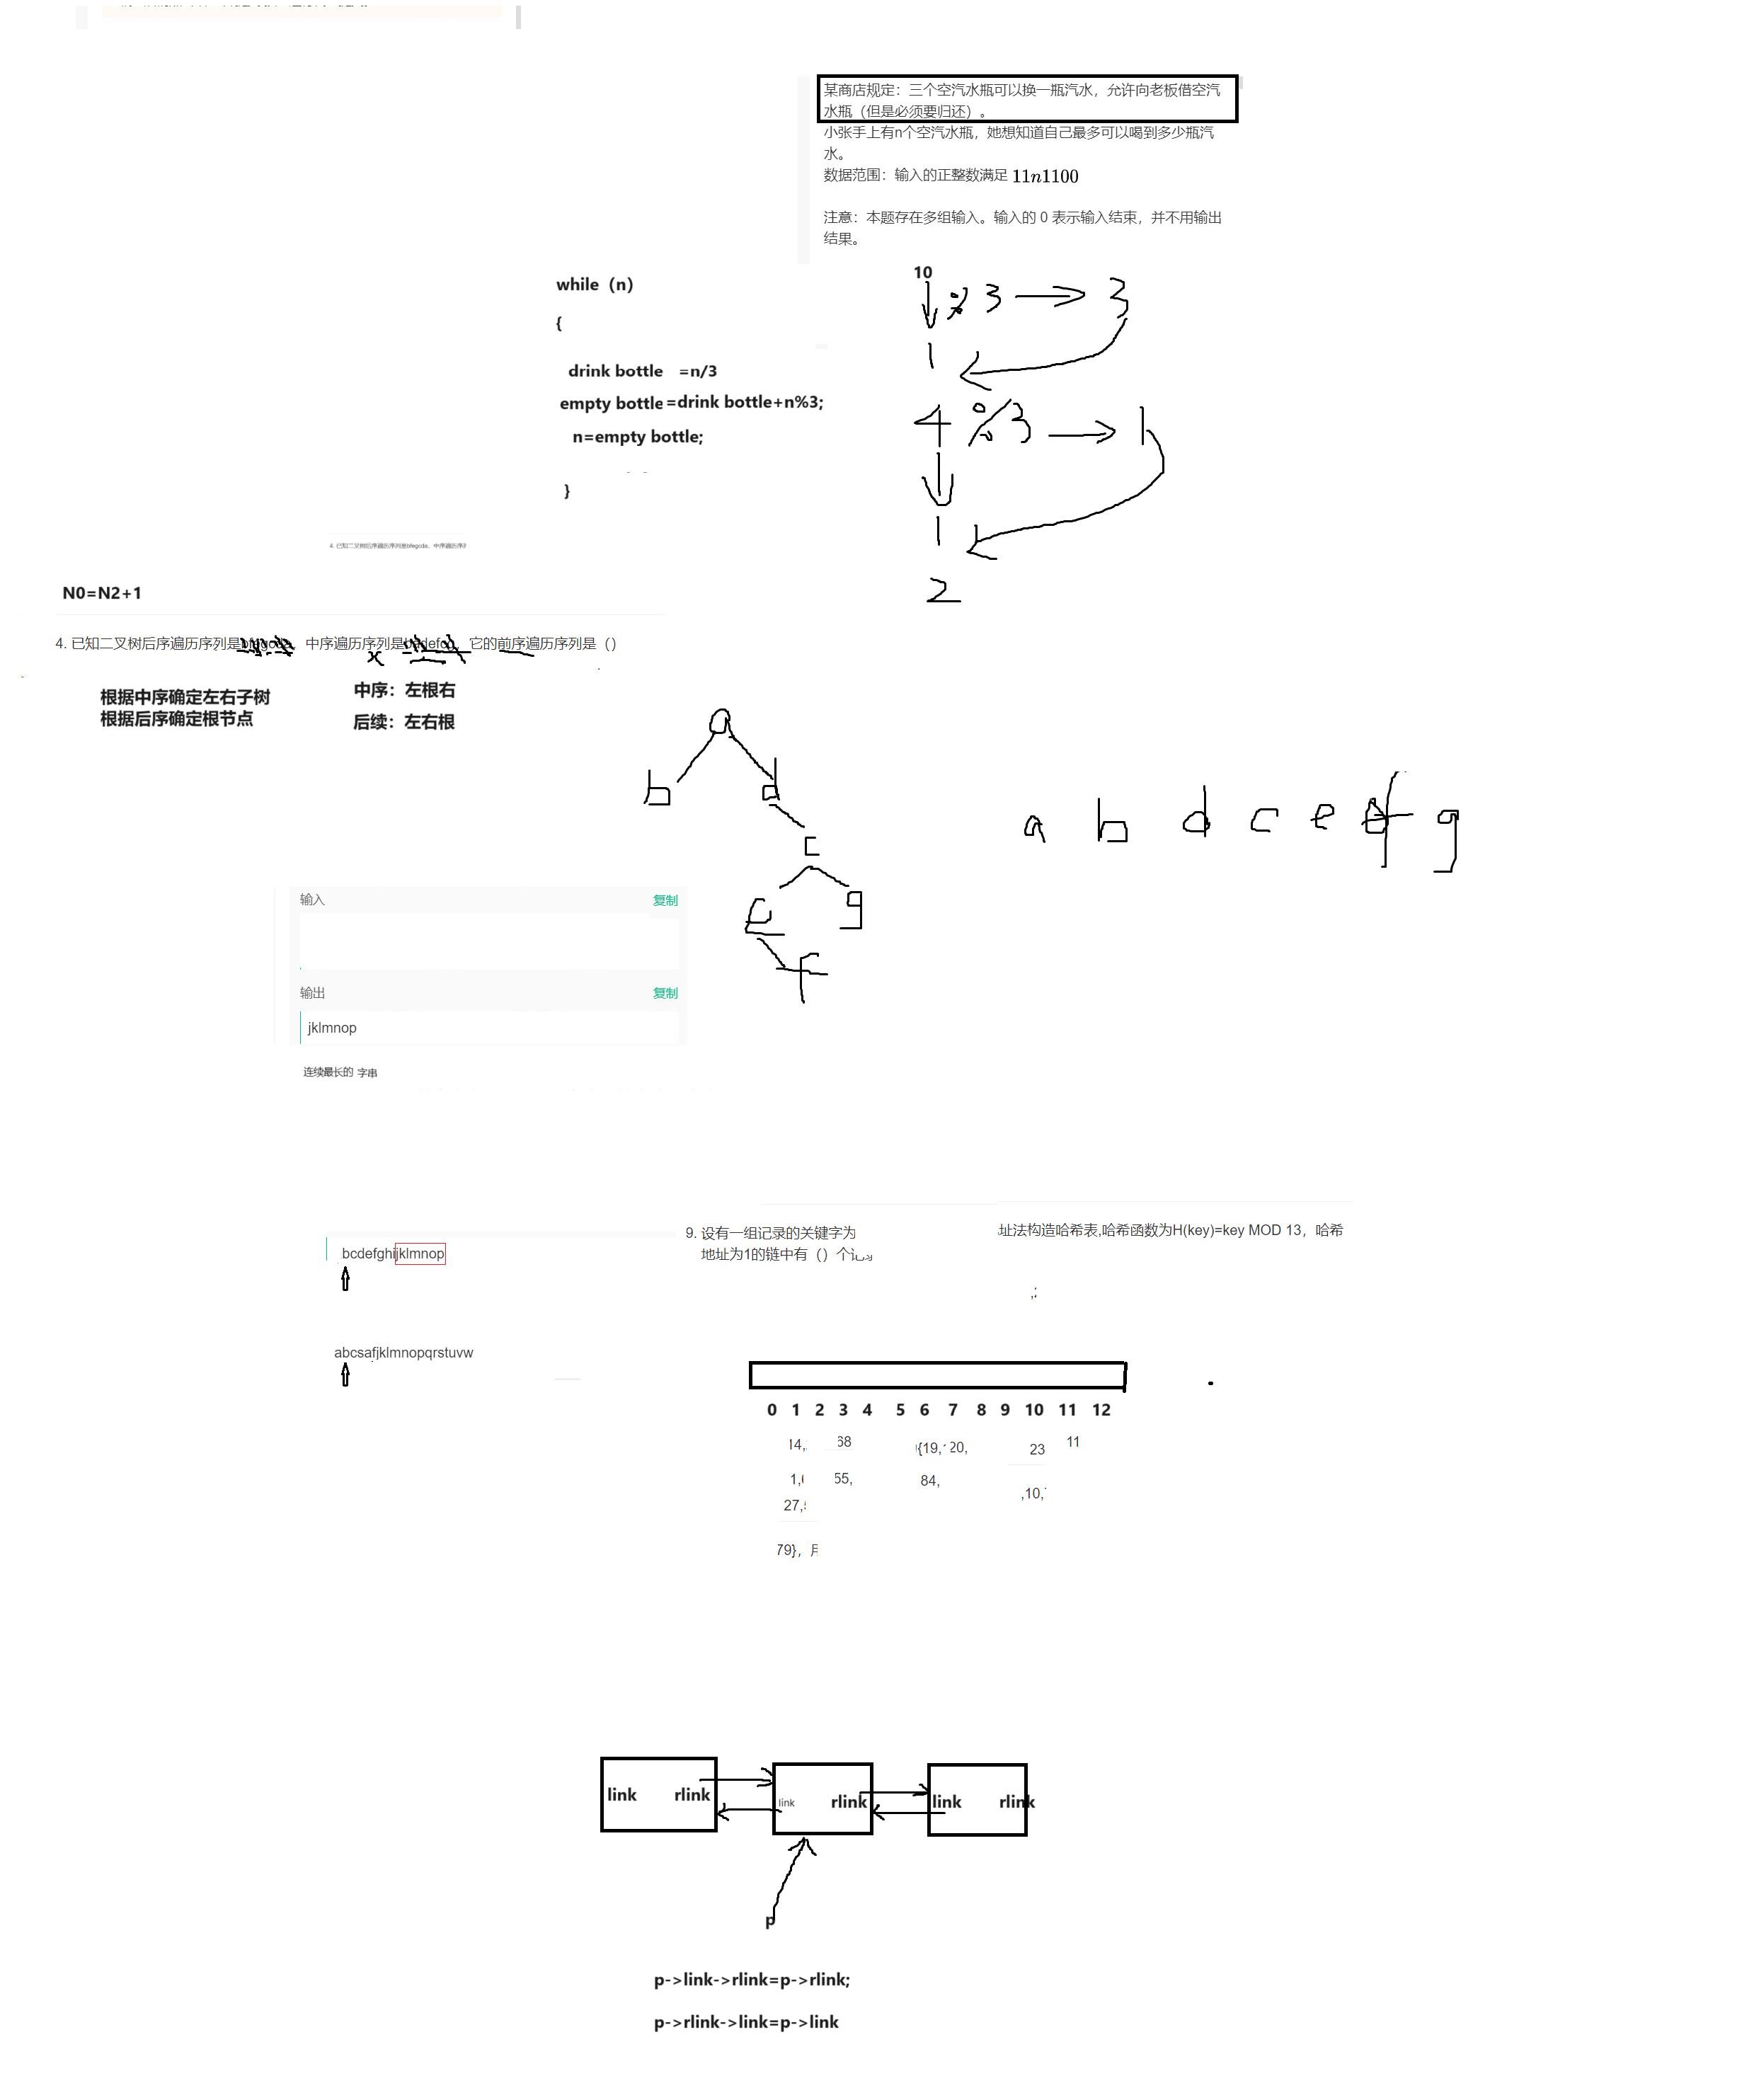 某商店规定：三个空汽水瓶可以换一瓶汽水，允许向老板借空汽
水瓶（但是必须要归还）。
小张手上有n个空汽水瓶，她想知道自己最多可以喝到多少瓶汽
水。
数据范围：输入的正整数满足 11n1100
注意：本题存在多组输入。输入的 0 表示输入结束，并不用输出
结果。
while（n）
{
drink bottle =n/3
empty bottle=drink bottle+n%3;
n=empty bottle;
}
10
% 3 3
1
4 % 3 1
1
2
4. 已知二叉树后序遍历序列是bfegcda，中序遍历序列
N0=N2+1
4. 已知二叉树后序遍历序列是 中序遍历序列是 它的前序遍历序列是（）
x
根据中序确定左右子树
根据后序确定根节点
中序：左根右
后续：左右根
a
b d
c
e g
f
a b d c e f g
输入 复制
输出 复制
jklmnop
连续最长的 字串
bcdefghijklmnop
abcsafjklmnopqrstuvw
9. 设有一组记录的关键字为 址法构造哈希表,哈希函数为H(key)=key MOD 13，哈希
地址为1的链中有（）个
0 1 2 3 4 5 6 7 8 9 10 11 12
14, 68 {19, 20, 23 11
1, 55, 84, ,10,
27,
79}，
link rlink link rlink link rlink
p
p->link->rlink=p->rlink;
p->rlink->link=p->link